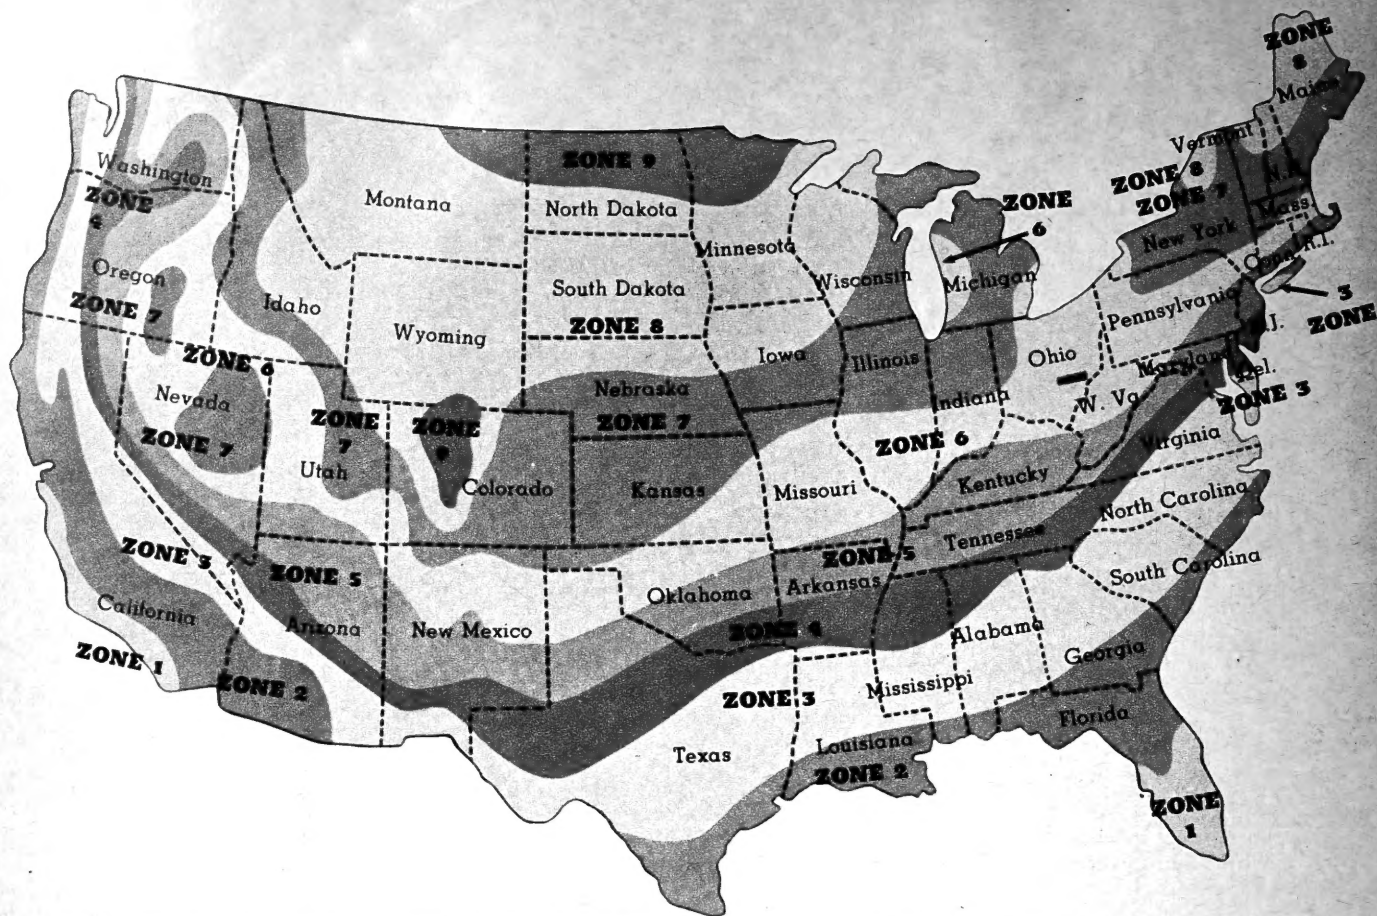 ZONE
8
Maine
Vermont
N.H.
Mass.
Conn.
R.I.
ZONE 8
ZONE 7
New York
3
ZONE
N.J.
Del.
ZONE 3
Washington
ZONE
4
Oregon
ZONE 7
Idaho
Montana
Wyoming
ZONE 9
North Dakota
South Dakota
ZONE 8
Minnesota
Wisconsin
ZONE
6
Michigan
Pennsylvania
Maryland
Ohio
W. Va.
Virginia
Iowa
Illinois
Indiana
ZONE 6
Nebraska
ZONE 7
Kansas
Missouri
Kentucky
ZONE 6
Nevada
ZONE 7
ZONE
7
Utah
ZONE
Colorado
ZONE 3
California
ZONE 1
ZONE 2
ZONE 5
Arizona
New Mexico
Oklahoma
ZONE 5
Arkansas
ZONE 4
Tennessee
North Carolina
South Carolina
Georgia
Alabama
Mississippi
ZONE 3
Texas
Louisiana
ZONE 2
Florida
ZONE
1